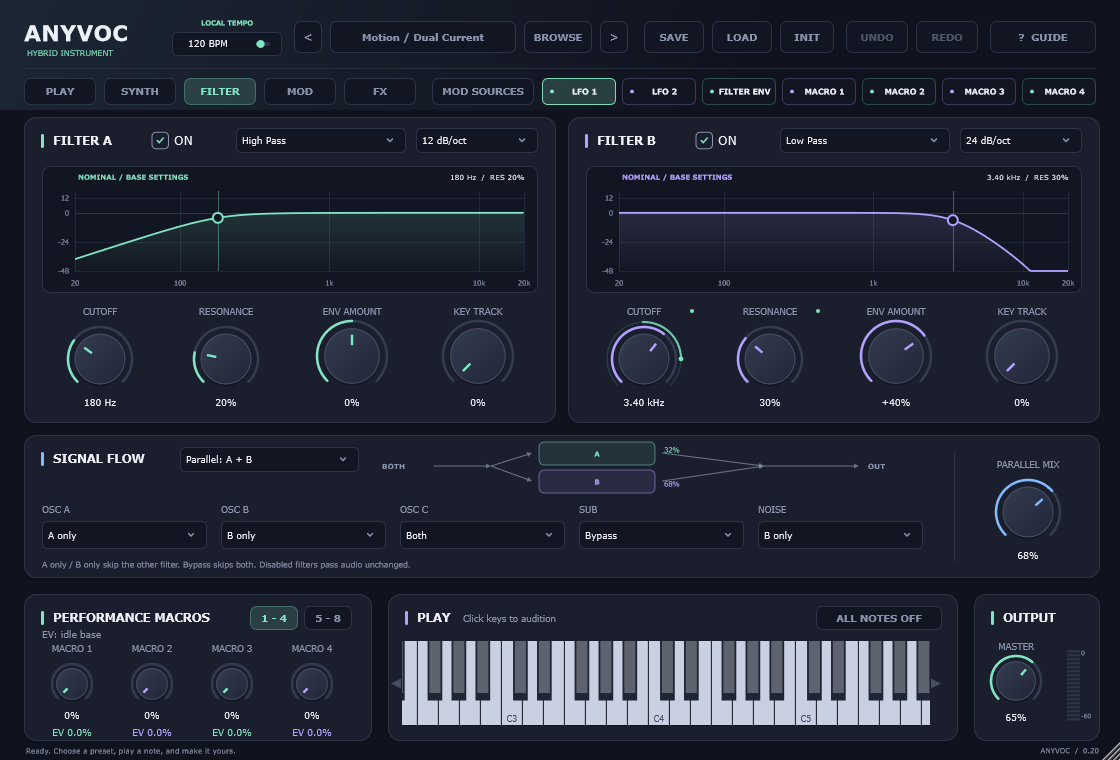 ANYVOC
HYBRID INSTRUMENT
LOCAL TEMPO
120 BPM
< Motion / Dual Current BROWSE > SAVE LOAD INIT UNDO REDO ? GUIDE
PLAY SYNTH FILTER MOD FX MOD SOURCES LFO 1 LFO 2 FILTER ENV MACRO 1 MACRO 2 MACRO 3 MACRO 4
FILTER A ON High Pass 12 dB/oct
NOMINAL / BASE SETTINGS 180 Hz / RES 20%
12
0
-24
-48
20 100 1k 10k 20k
CUTOFF RESONANCE ENV AMOUNT KEY TRACK
180 Hz 20% 0% 0%
FILTER B ON Low Pass 24 dB/oct
NOMINAL / BASE SETTINGS 3.40 kHz / RES 30%
12
0
-24
-48
20 100 1k 10k 20k
CUTOFF RESONANCE ENV AMOUNT KEY TRACK
3.40 kHz 30% +40% 0%
SIGNAL FLOW Parallel: A + B
BOTH A 32% B 68% OUT
OSC A OSC B OSC C SUB NOISE
A only B only Both Bypass B only
A only / B only skip the other filter. Bypass skips both. Disabled filters pass audio unchanged.
PARALLEL MIX
68%
PERFORMANCE MACROS 1 - 4 5 - 8
EV: idle base
MACRO 1 MACRO 2 MACRO 3 MACRO 4
0% 0% 0% 0%
EV 0.0% EV 0.0% EV 0.0% EV 0.0%
PLAY Click keys to audition ALL NOTES OFF
C3 C4 C5
OUTPUT
MASTER
0
-60
65%
Ready. Choose a preset, play a note, and make it yours.
ANYVOC / 0.20